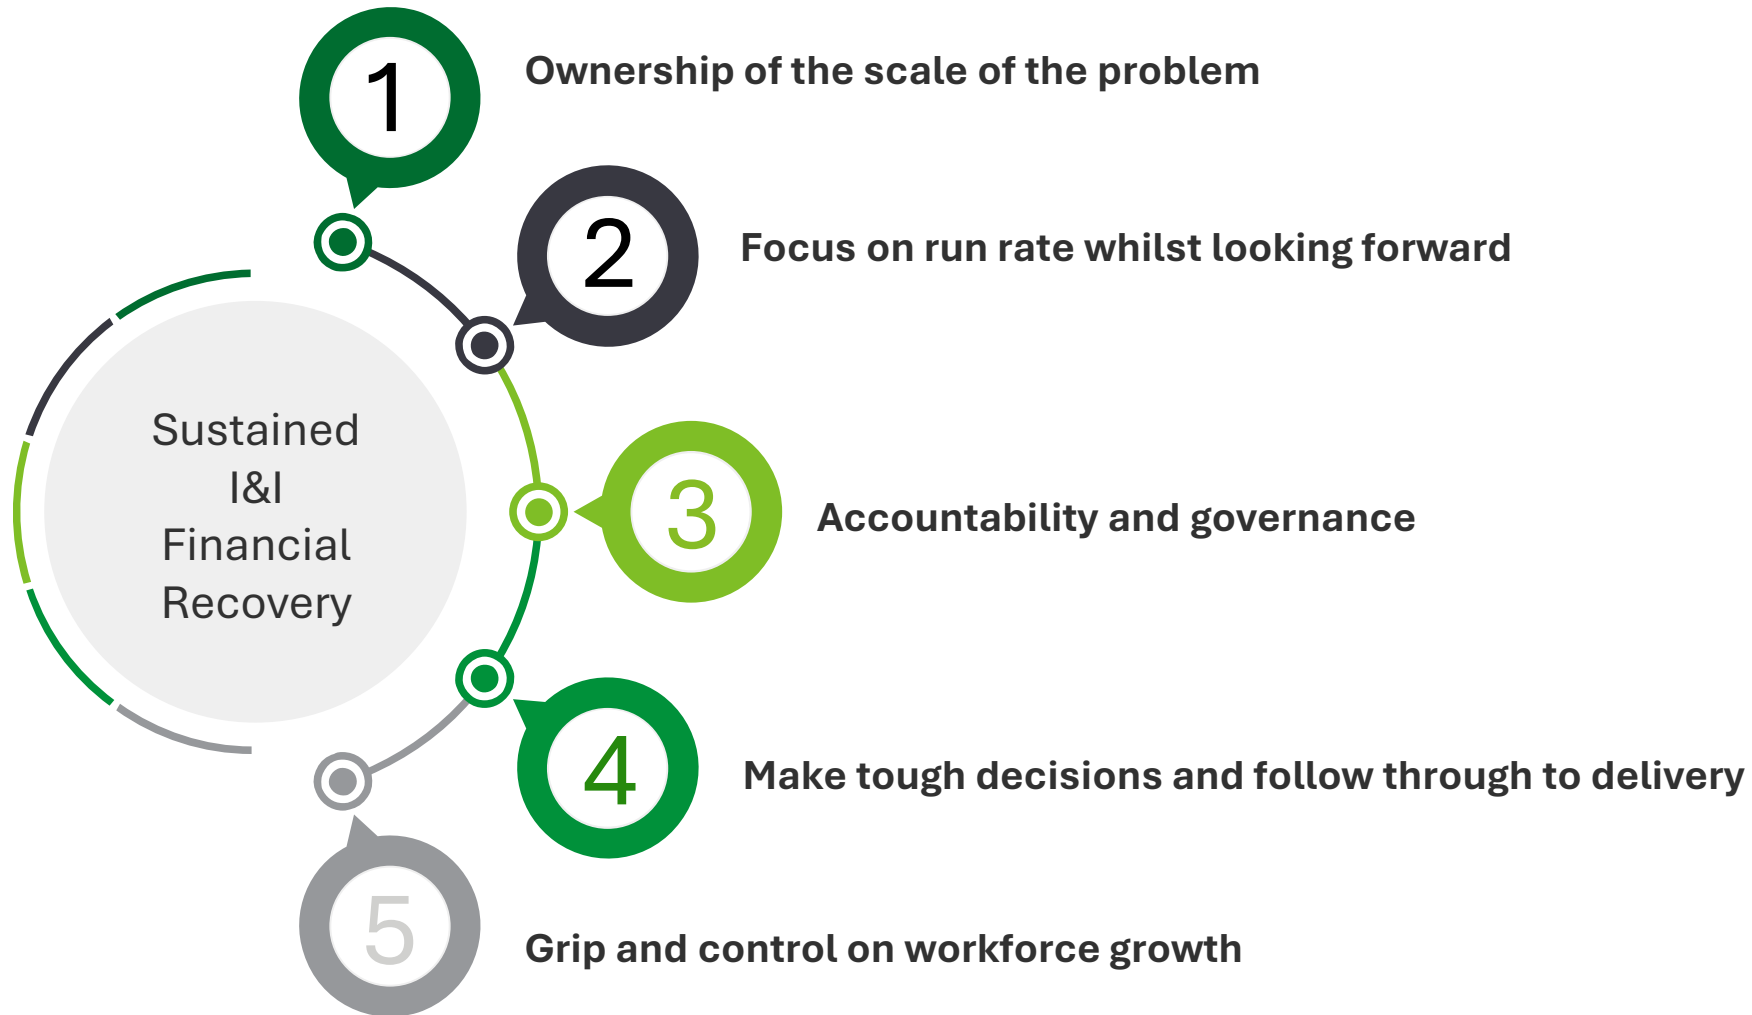 1
Ownership of the scale of the problem
2
Focus on run rate whilst looking forward
Sustained
I&I
Financial
Recovery
3
Accountability and governance
4
Make tough decisions and follow through to delivery
5
Grip and control on workforce growth